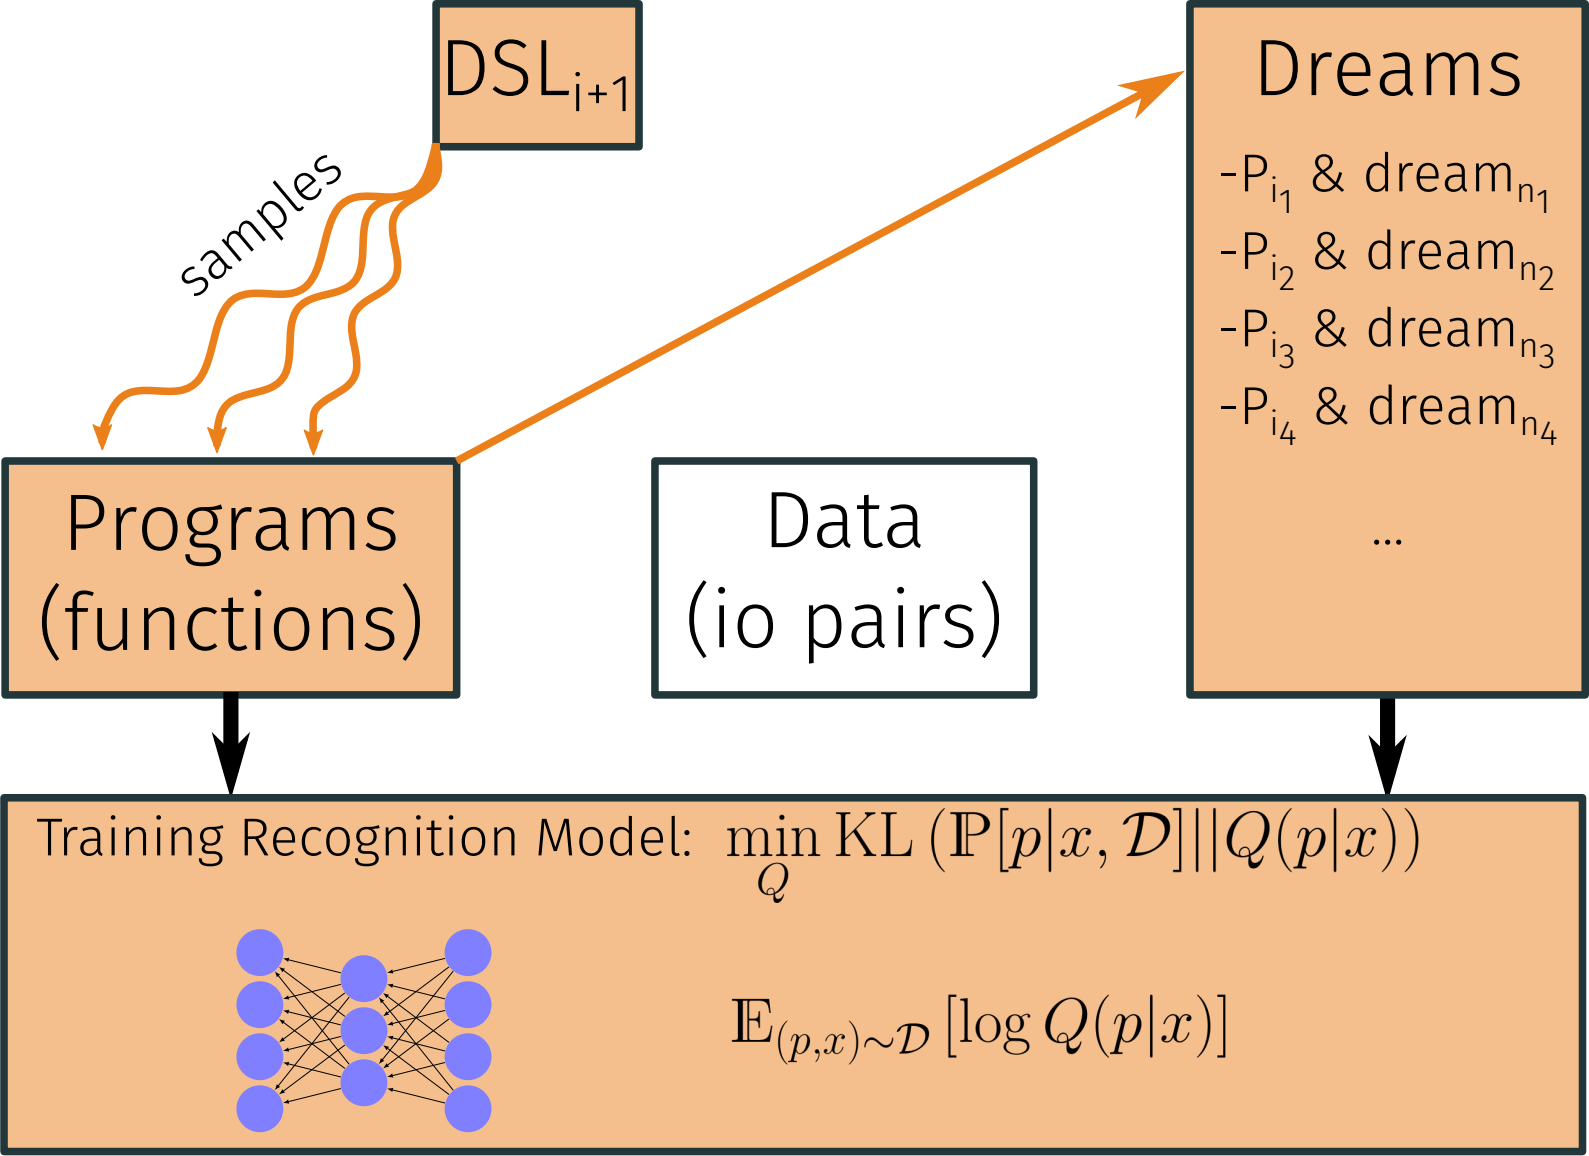 DSLi+1
samples
Programs
(functions)
Data
(io pairs)
Dreams
-Pi1 & dreamn1
-Pi2 & dreamn2
-Pi3 & dreamn3
-Pi4 & dreamn4
...
Training Recognition Model: min KL (ℙ[p|x, 𝒟]||Q(p|x))
Q
𝔼(p,x)∼𝒟 [log Q(p|x)]